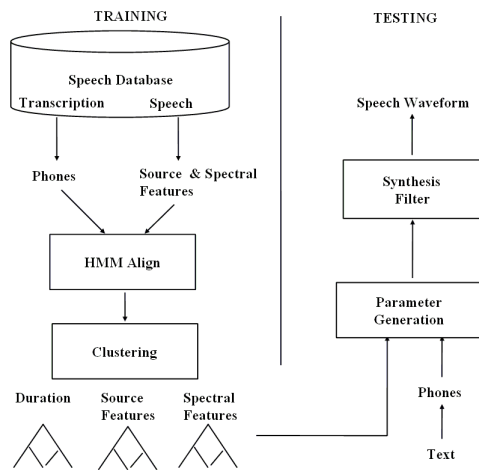 TRAINING
Speech Database
Transcription Speech
Phones
Source & Spectral
Features
HMM Align
Clustering
Duration
Source
Features
Spectral
Features
TESTING
Speech Waveform
Synthesis
Filter
Parameter
Generation
Phones
Text